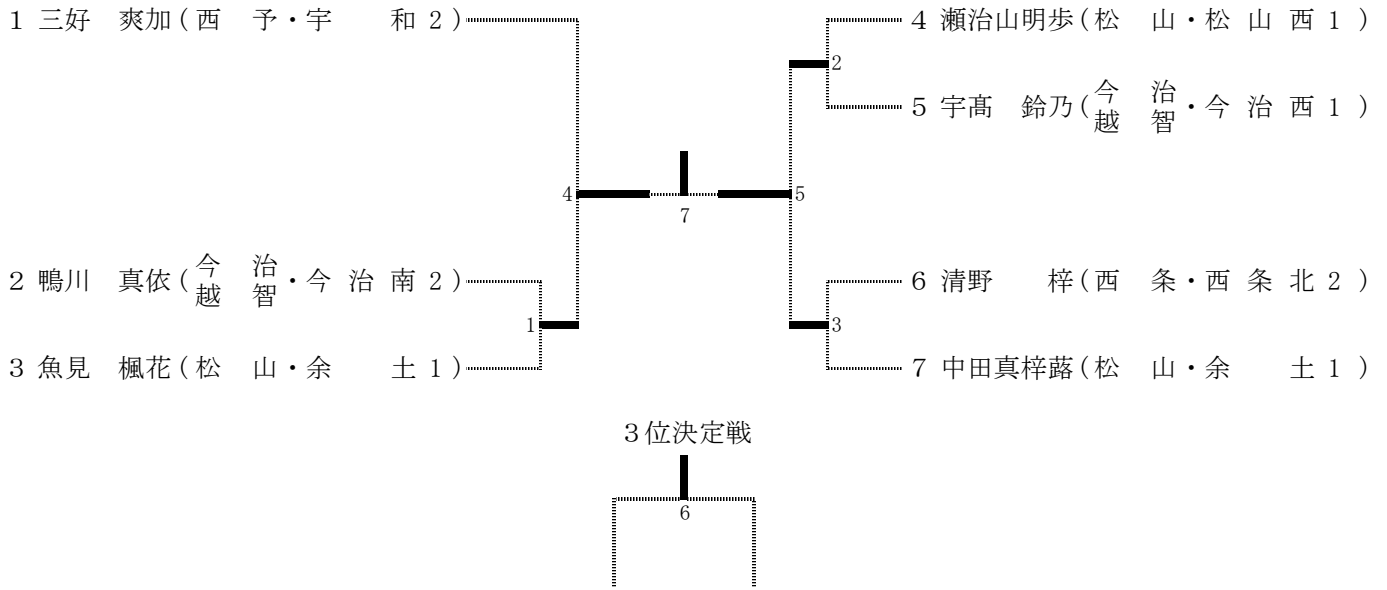 1 三好　爽加(西　予・宇　　和 2)
2 鴨川　真依(今治越智・今 治 南 2)
3 魚見　楓花(松　山・余　　土 1)
1
4
7
5
2
3
4 瀬治山明歩(松　山・松 山 西 1)
5 宇髙　鈴乃(今治越智・今 治 西 1)
6 清野　　梓(西　条・西 条 北 2)
7 中田真梓蕗(松　山・余　　土 1)
3位決定戦
6